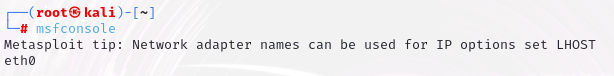 ┌──(root㉿kali)-[~]
└─# msfconsole
Metasploit tip: Network adapter names can be used for IP options set LHOST
eth0